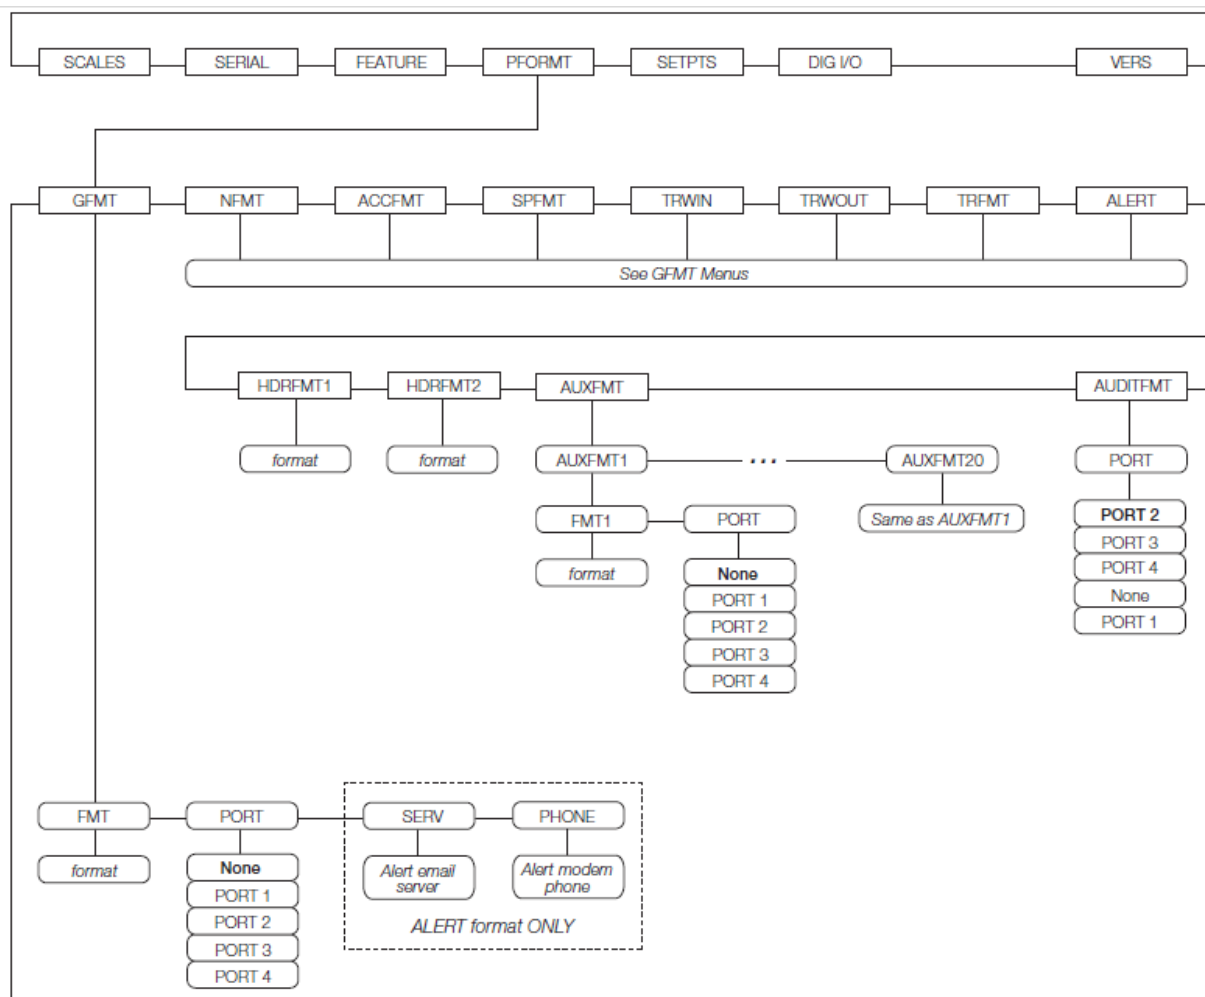 SCALES SERIAL FEATURE PFORMT SETPTS DIG I/O VERS
GFMT NFMT ACCFMT SPFMT TRWIN TRWOUT TRFMT ALERT
See GFMT Menus
HDRFMT1 HDRFMT2 AUXFMT AUDITFMT
format format AUXFMT1 ... AUXFMT20 PORT
FMT1 PORT Same as AUXFMT1 PORT 2
PORT 3
format None PORT 4
PORT 1 None
PORT 2 PORT 1
PORT 3
PORT 4
FMT PORT SERV PHONE
format None Alert email Alert modem
server phone
PORT 1
PORT 2 ALERT format ONLY
PORT 3
PORT 4